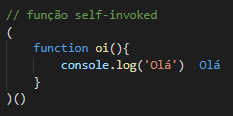 // função self-invoked
(
    function oi(){
        console.log('Olá')  Olá
    }
)()